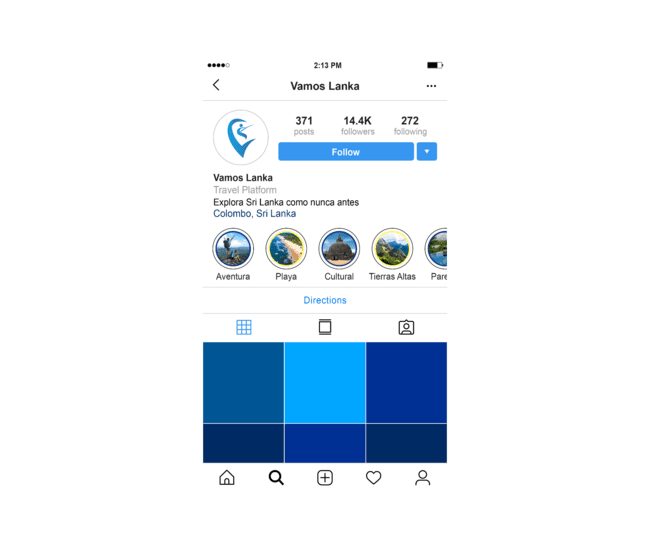 2:13 PM
Vamos Lanka
371 14.4K 272
posts followers following
Follow
Vamos Lanka
Travel Platform
Explora Sri Lanka como nunca antes
Colombo, Sri Lanka
Aventura Playa Cultural Tierras Altas Pare
Directions